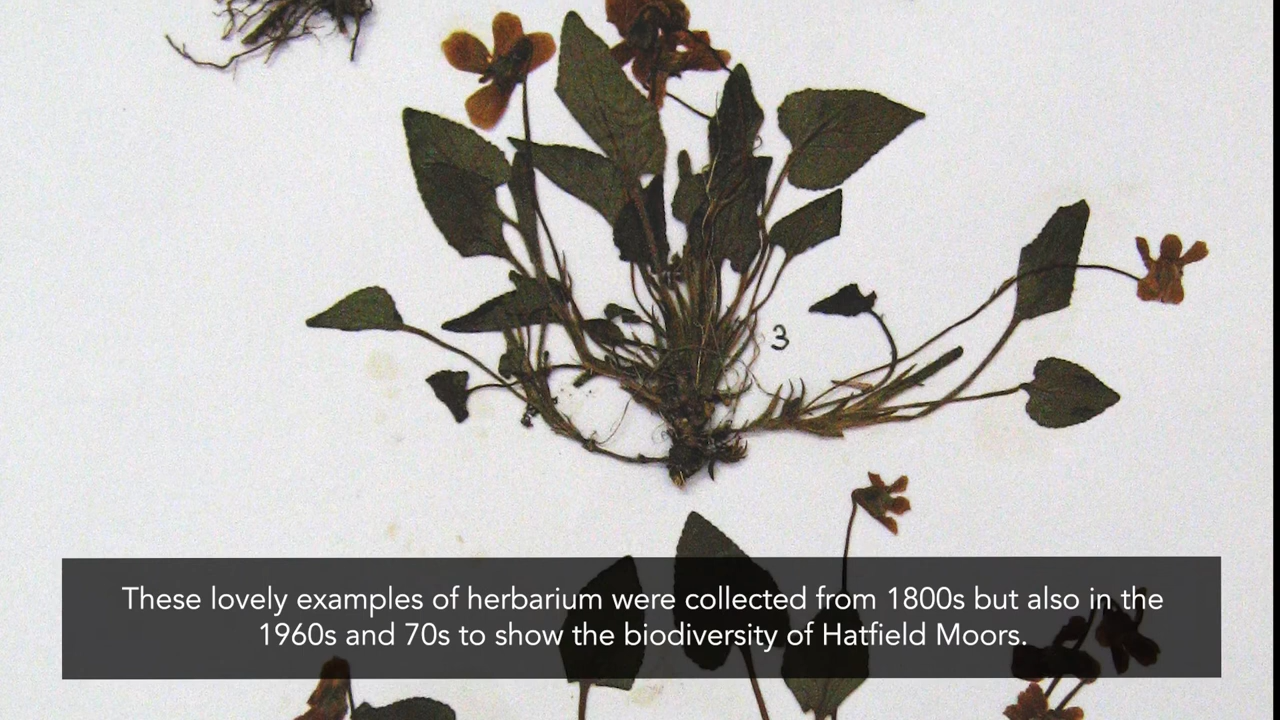 3
These lovely examples of herbarium were collected from 1800s but also in the
1960s and 70s to show the biodiversity of Hatfield Moors.